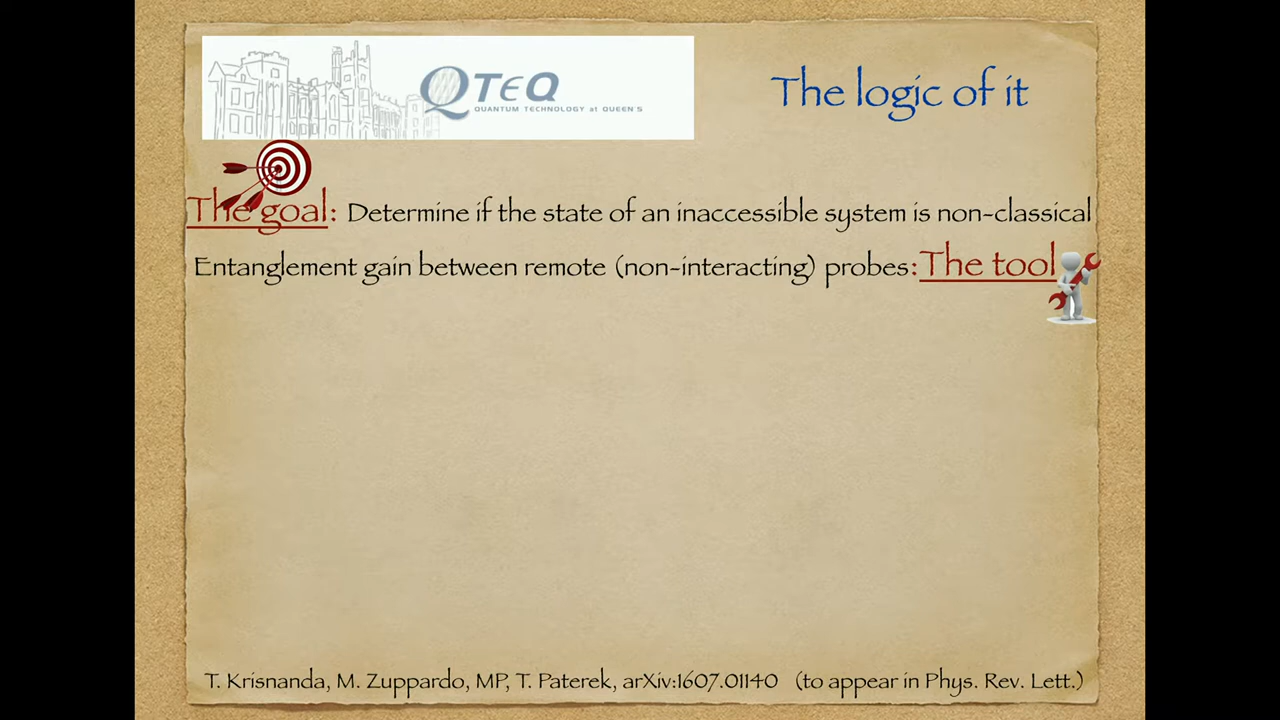 QTEQ
QUANTUM TECHNOLOGY at QUEEN'S
The logic of it
The goal: Determine if the state of an inaccessible system is non-classical
Entanglement gain between remote (non-interacting) probes:The tool
T. Krisnanda, M. Zuppardo, MP, T. Paterek, arXiv:1607.01140 (to appear in Phys. Rev. Lett.)